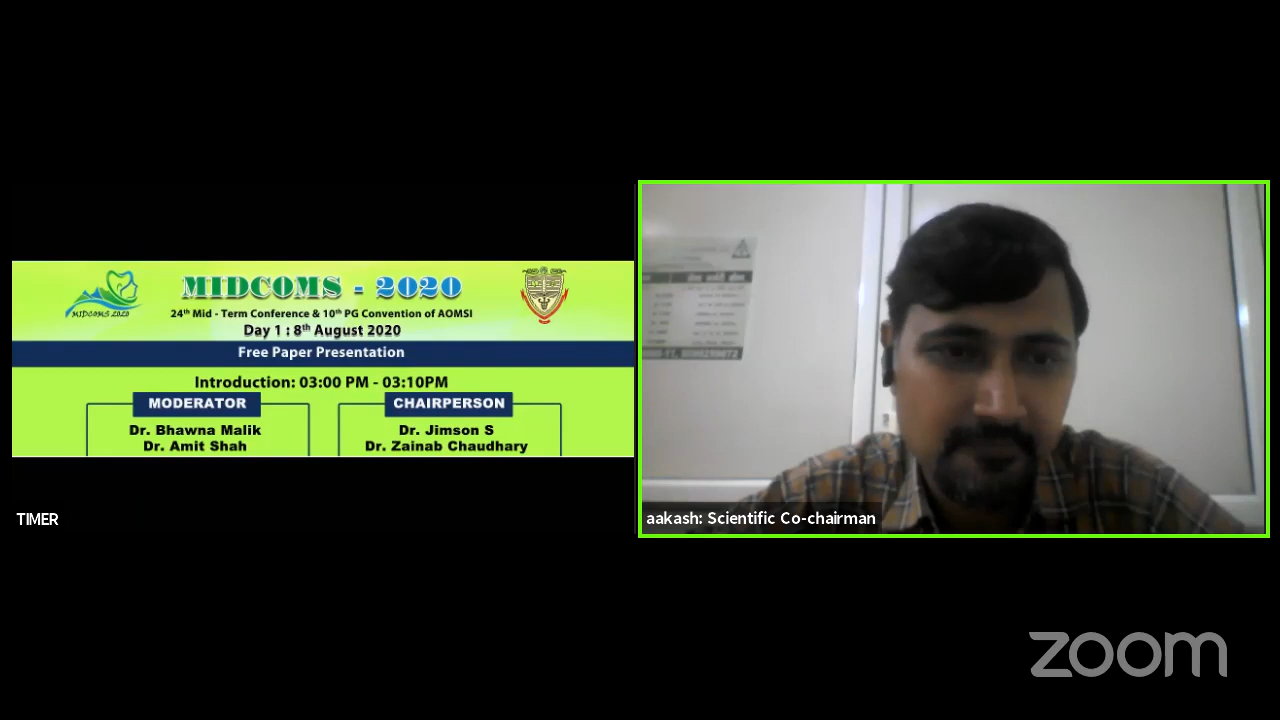 MIDCOMS 2020
MIDCOMS - 2020
24th Mid - Term Conference & 10th PG Convention of AOMSI
Day 1 : 8th August 2020
Free Paper Presentation
Introduction: 03:00 PM - 03:10PM
MODERATOR
Dr. Bhawna Malik
Dr. Amit Shah
CHAIRPERSON
Dr. Jimson S
Dr. Zainab Chaudhary
TIMER
aakash: Scientific Co-chairman
zoom